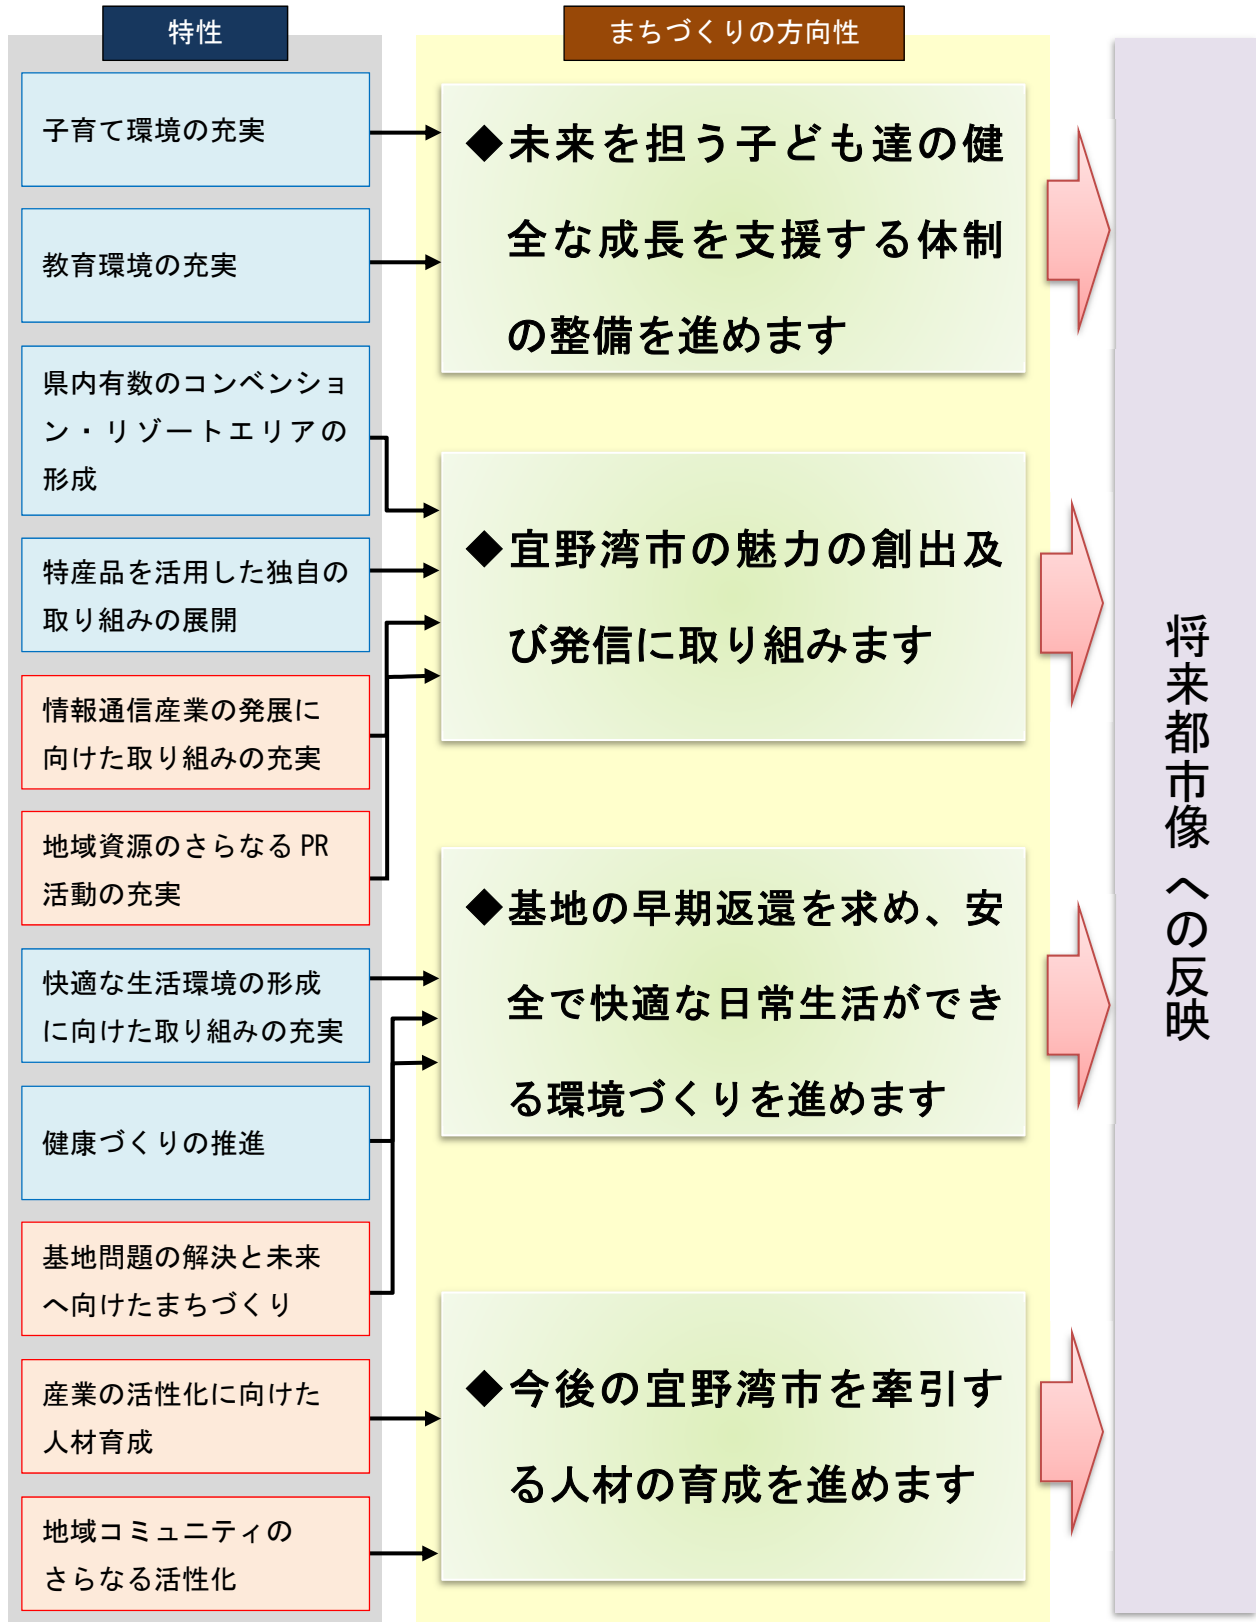 特性
子育て環境の充実
教育環境の充実
県内有数のコンベンショ
ン・リゾートエリアの
形成
特産品を活用した独自の
取り組みの展開
情報通信産業の発展に
向けた取り組みの充実
地域資源のさらなる PR
活動の充実
快適な生活環境の形成
に向けた取り組みの充実
健康づくりの推進
基地問題の解決と未来
へ向けたまちづくり
産業の活性化に向けた
人材育成
地域コミュニティの
さらなる活性化
まちづくりの方向性
◆未来を担う子ども達の健
全な成長を支援する体制
の整備を進めます
◆宜野湾市の魅力の創出及
び発信に取り組みます
◆基地の早期返還を求め、安
全で快適な日常生活ができ
る環境づくりを進めます
◆今後の宜野湾市を牽引す
る人材の育成を進めます
将来都市像への反映